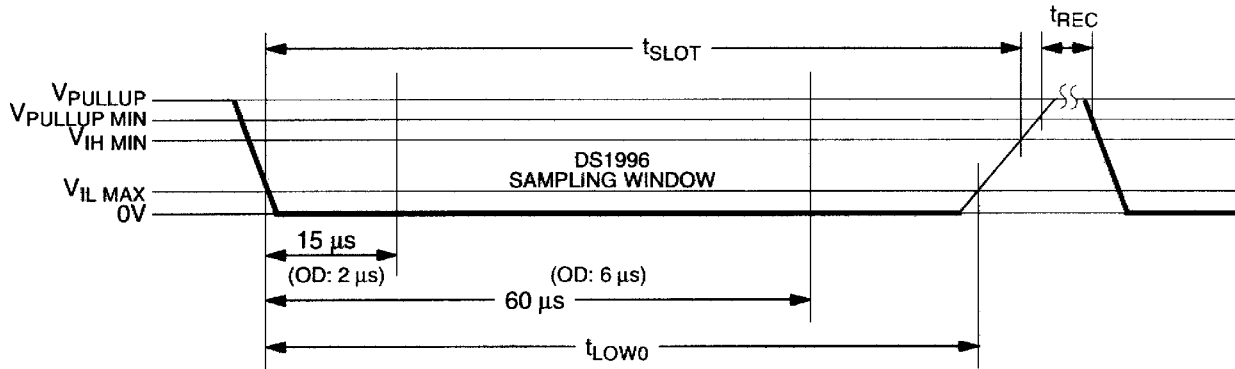 tREC
tSLOT
VPULLUP
VPULLUP MIN
VIH MIN
DS1996
SAMPLING WINDOW
VIL MAX
0V
15 μs
(OD: 2 μs)
(OD: 6 μs)
60 μs
tLOW0